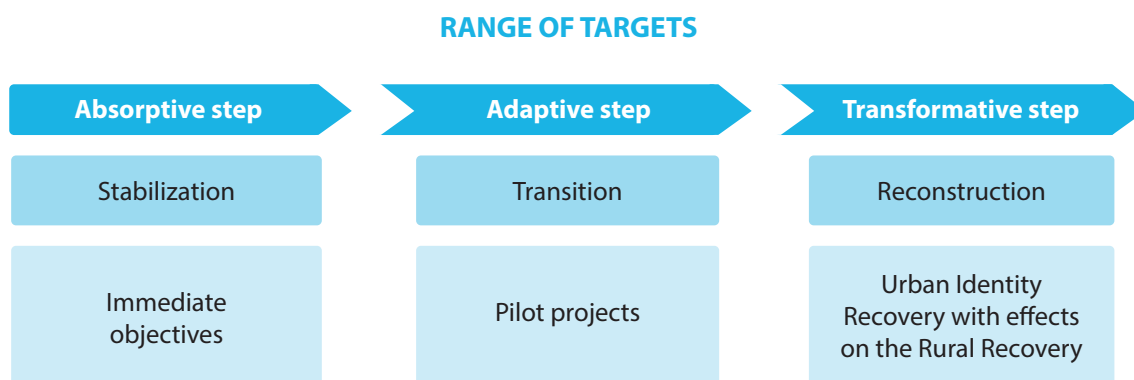 RANGE OF TARGETS
Absorptive step
Adaptive step
Transformative step
Stabilization
Transition
Reconstruction
Immediate
objectives
Pilot projects
Urban Identity
Recovery with effects
on the Rural Recovery